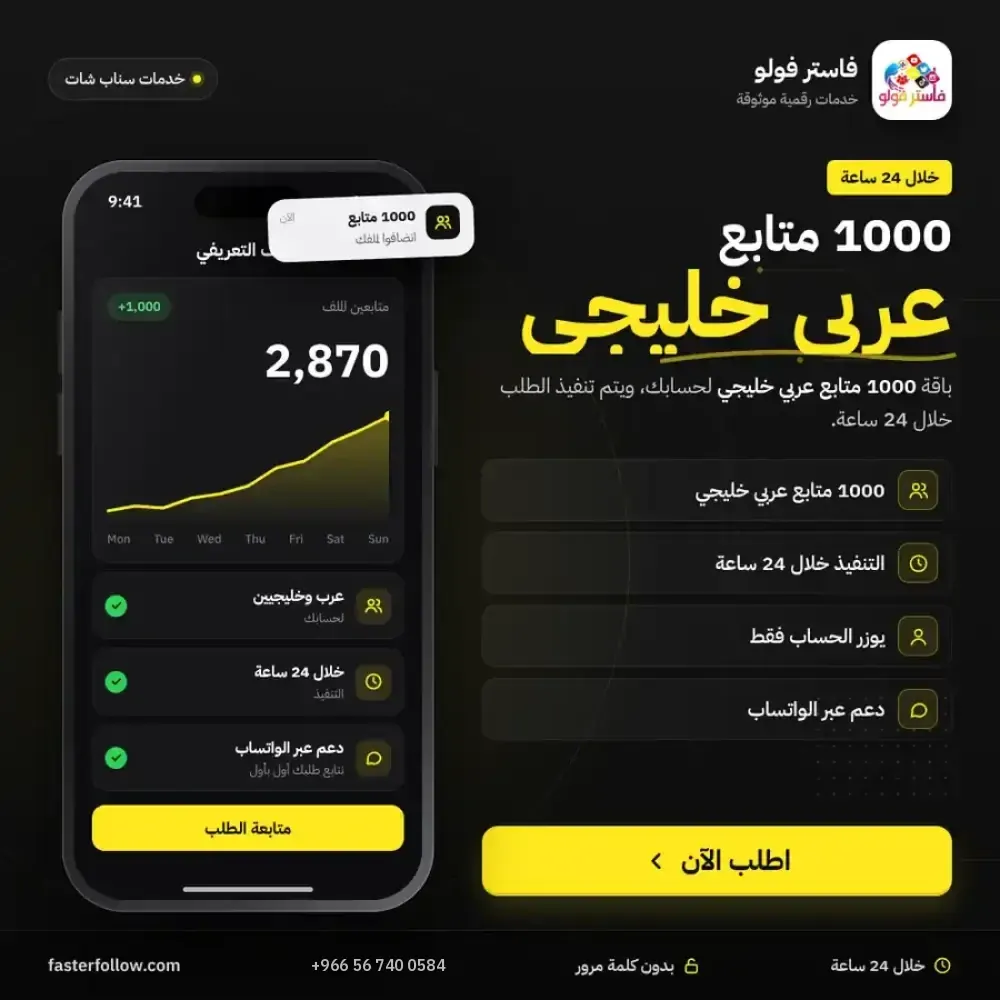 فاستر فولو
فاستر فولو
خدمات رقمية موثوقة
خدمات سناب شات
خلال 24 ساعة
1000 متابع
عربي خليجي
باقة 1000 متابع عربي خليجي لحسابك، ويتم تنفيذ الطلب
خلال 24 ساعة.
1000 متابع عربي خليجي
التنفيذ خلال 24 ساعة
يوزر الحساب فقط
دعم عبر الواتساب
اطلب الآن
9:41
1000 متابع
الآن
انضافوا لملفك
التعريفي
متابعين الملف
+1,000
2,870
Mon Tue Wed Thu Fri Sat Sun
عرب وخليجيين
لحسابك
خلال 24 ساعة
التنفيذ
دعم عبر الواتساب
نتابع طلبك أول بأول
متابعة الطلب
خلال 24 ساعة
بدون كلمة مرور
+966 56 740 0584
fasterfollow.com